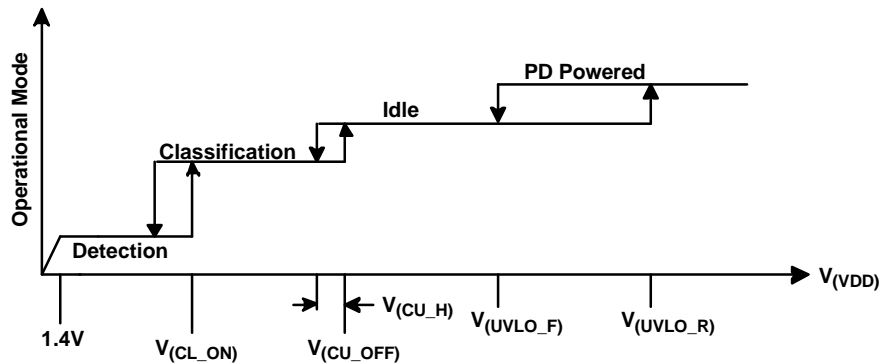 Operational Mode
PD Powered
Idle
Classification
Detection
V(VDD)
1.4V
V(CL_ON)
V(CU_H)
V(CU_OFF)
V(UVLO_F)
V(UVLO_R)